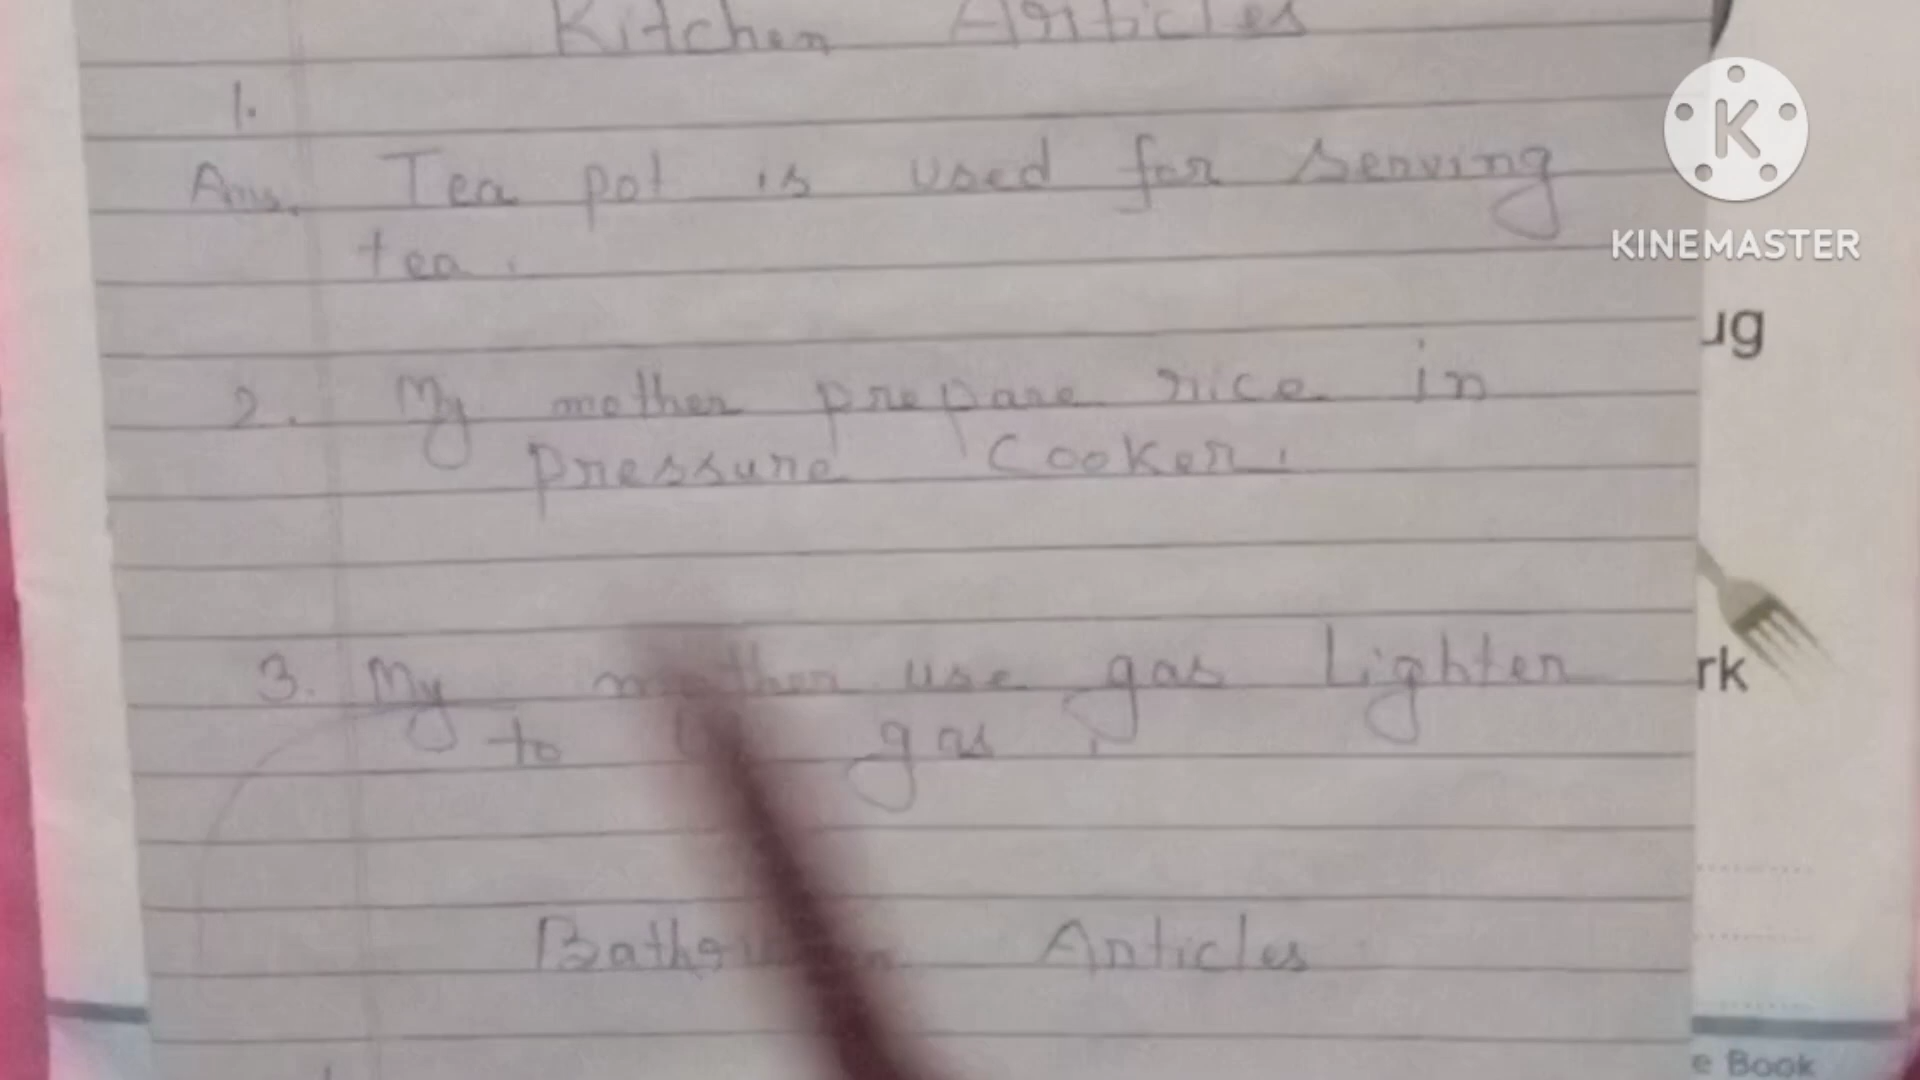 Kitchen Articles
1.
Ans. Tea pot is used for serving
tea.
2. My mother prepare rice in
pressure cooker.
3. My mother use gas Lighter
to gas.
Articles
KINEMASTER
ug
rk
e Book